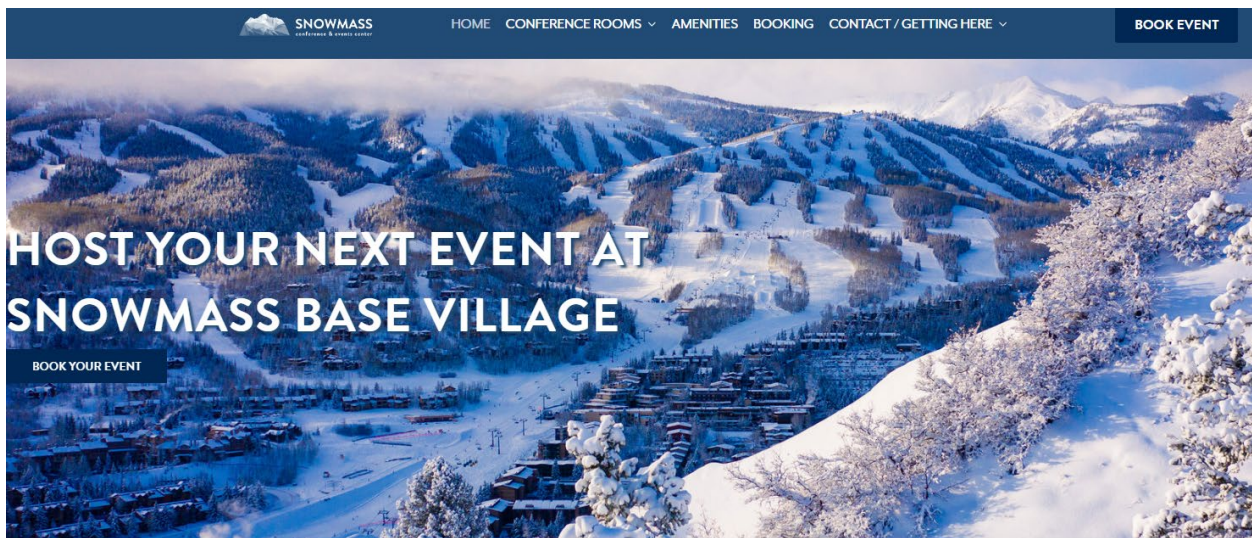 SNOWMASS
conference & events center
HOME CONFERENCE ROOMS AMENITIES BOOKING CONTACT / GETTING HERE
BOOK EVENT
HOST YOUR NEXT EVENT AT
SNOWMASS BASE VILLAGE
BOOK YOUR EVENT